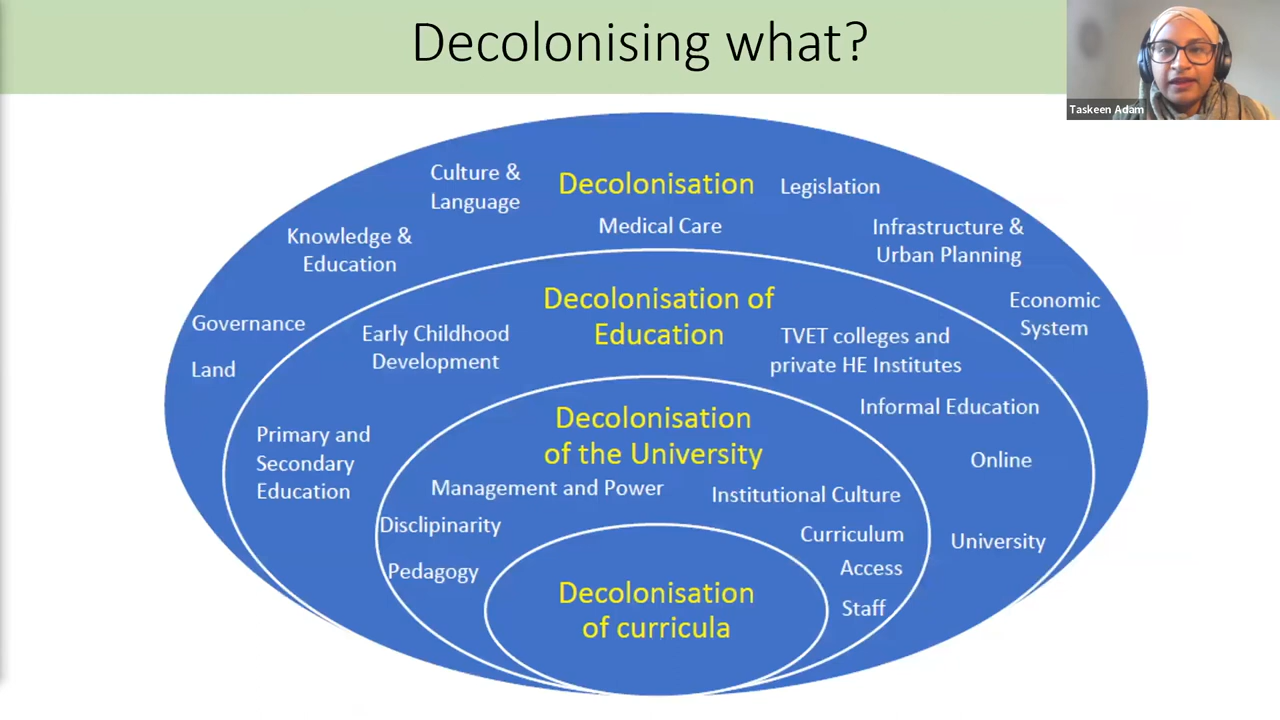 Decolonising what?
Taskeen Adam
Culture &
Language
Decolonisation
Legislation
Medical Care
Knowledge &
Education
Infrastructure &
Urban Planning
Governance
Land
Economic
System
Decolonisation of
Education
Early Childhood
Development
TVET colleges and
private HE Institutes
Informal Education
Primary and
Secondary
Education
Online
University
Decolonisation
of the University
Management and Power
Institutional Culture
Disclipinarity
Curriculum
Pedagogy
Access
Staff
Decolonisation
of curricula